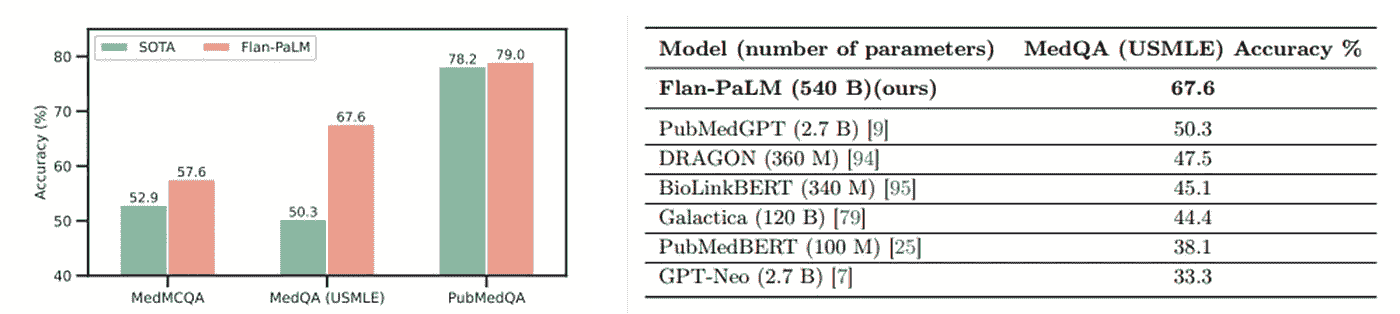 SOTA Flan-PaLM
Accuracy (%)
80
70
60
50
40
52.9
57.6
50.3
67.6
78.2
79.0
MedMCQA MedQA (USMLE) PubMedQA
Model (number of parameters) MedQA (USMLE) Accuracy %
Flan-PaLM (540 B)(ours) 67.6
PubMedGPT (2.7 B) [9] 50.3
DRAGON (360 M) [94] 47.5
BioLinkBERT (340 M) [95] 45.1
Galactica (120 B) [79] 44.4
PubMedBERT (100 M) [25] 38.1
GPT-Neo (2.7 B) [7] 33.3